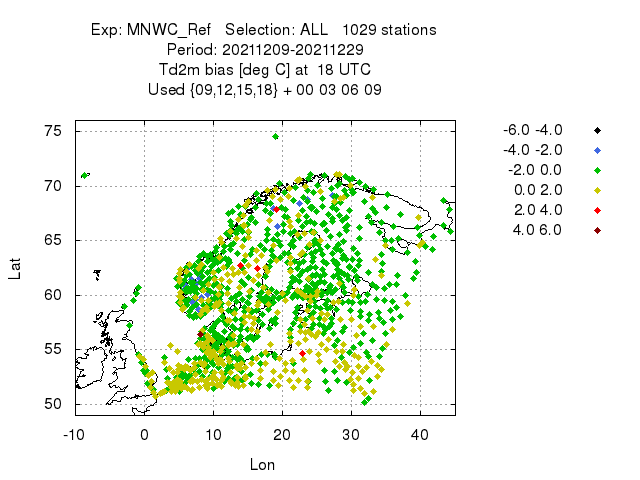 Exp: MNWC_Ref   Selection: ALL   1029 stations
Period: 20211209-20211229
Td2m bias [deg C] at  18 UTC
Used {09,12,15,18} + 00 03 06 09
-6.0 -4.0
-4.0 -2.0
-2.0 0.0
0.0 2.0
2.0 4.0
4.0 6.0
75
70
65
60
55
50
Lat
-10 0 10 20 30 40
Lon